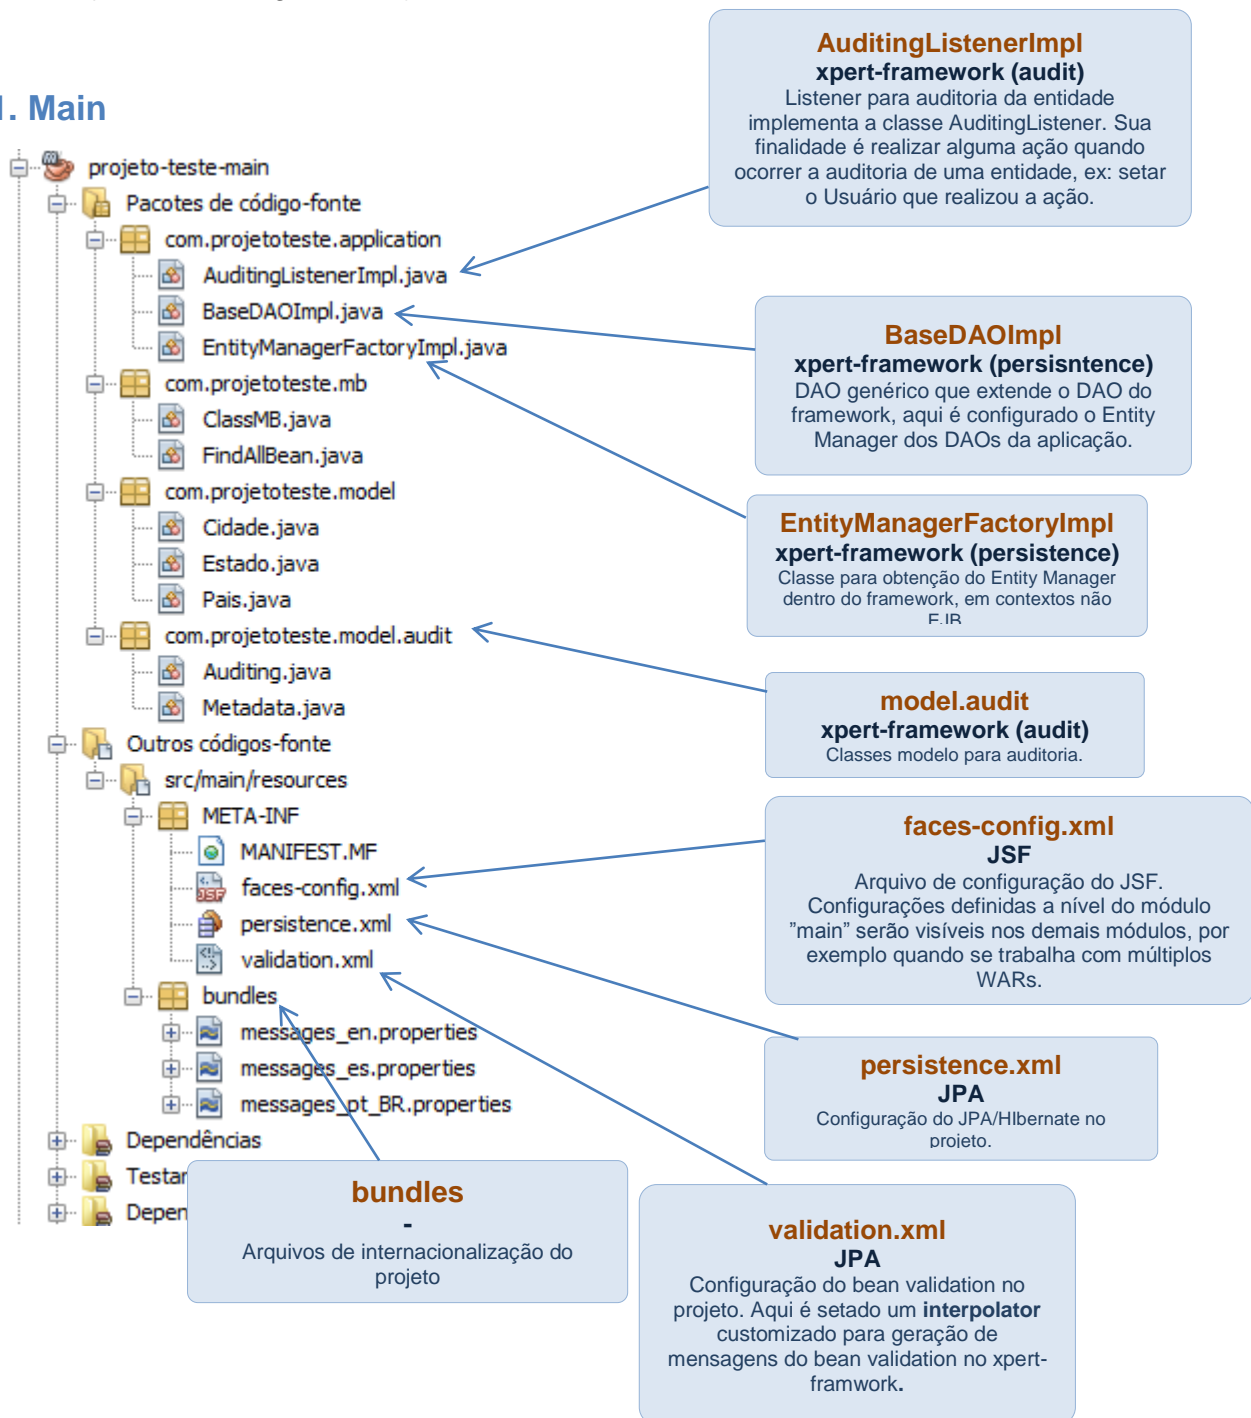 . Main
projeto-teste-main
Pacotes de código-fonte
com.projetoteste.application
AuditingListenerImpl.java
BaseDAOImpl.java
EntityManagerFactoryImpl.java
com.projetoteste.mb
ClassMB.java
FindAllBean.java
com.projetoteste.model
Cidade.java
Estado.java
Pais.java
com.projetoteste.model.audit
Auditing.java
Metadata.java
Outros códigos-fonte
src/main/resources
META-INF
MANIFEST.MF
faces-config.xml
persistence.xml
validation.xml
bundles
messages_en.properties
messages_es.properties
messages_pt_BR.properties
Dependências
Testar
Depen
AuditingListenerImpl
xpert-framework (audit)
Listener para auditoria da entidade
implementa a classe AuditingListener. Sua
finalidade é realizar alguma ação quando
ocorrer a auditoria de uma entidade, ex: setar
o Usuário que realizou a ação.
BaseDAOImpl
xpert-framework (persisntence)
DAO genérico que extende o DAO do
framework, aqui é configurado o Entity
Manager dos DAOs da aplicação.
EntityManagerFactoryImpl
xpert-framework (persistence)
Classe para obtenção do Entity Manager
dentro do framework, em contextos não
EJB
model.audit
xpert-framework (audit)
Classes modelo para auditoria.
faces-config.xml
JSF
Arquivo de configuração do JSF.
Configurações definidas a nível do módulo
”main” serão visíveis nos demais módulos, por
exemplo quando se trabalha com múltiplos
WARs.
persistence.xml
JPA
Configuração do JPA/HIbernate no
projeto.
bundles
-
Arquivos de internacionalização do
projeto
validation.xml
JPA
Configuração do bean validation no
projeto. Aqui é setado um interpolator
customizado para geração de
mensagens do bean validation no xpert-
framwork.